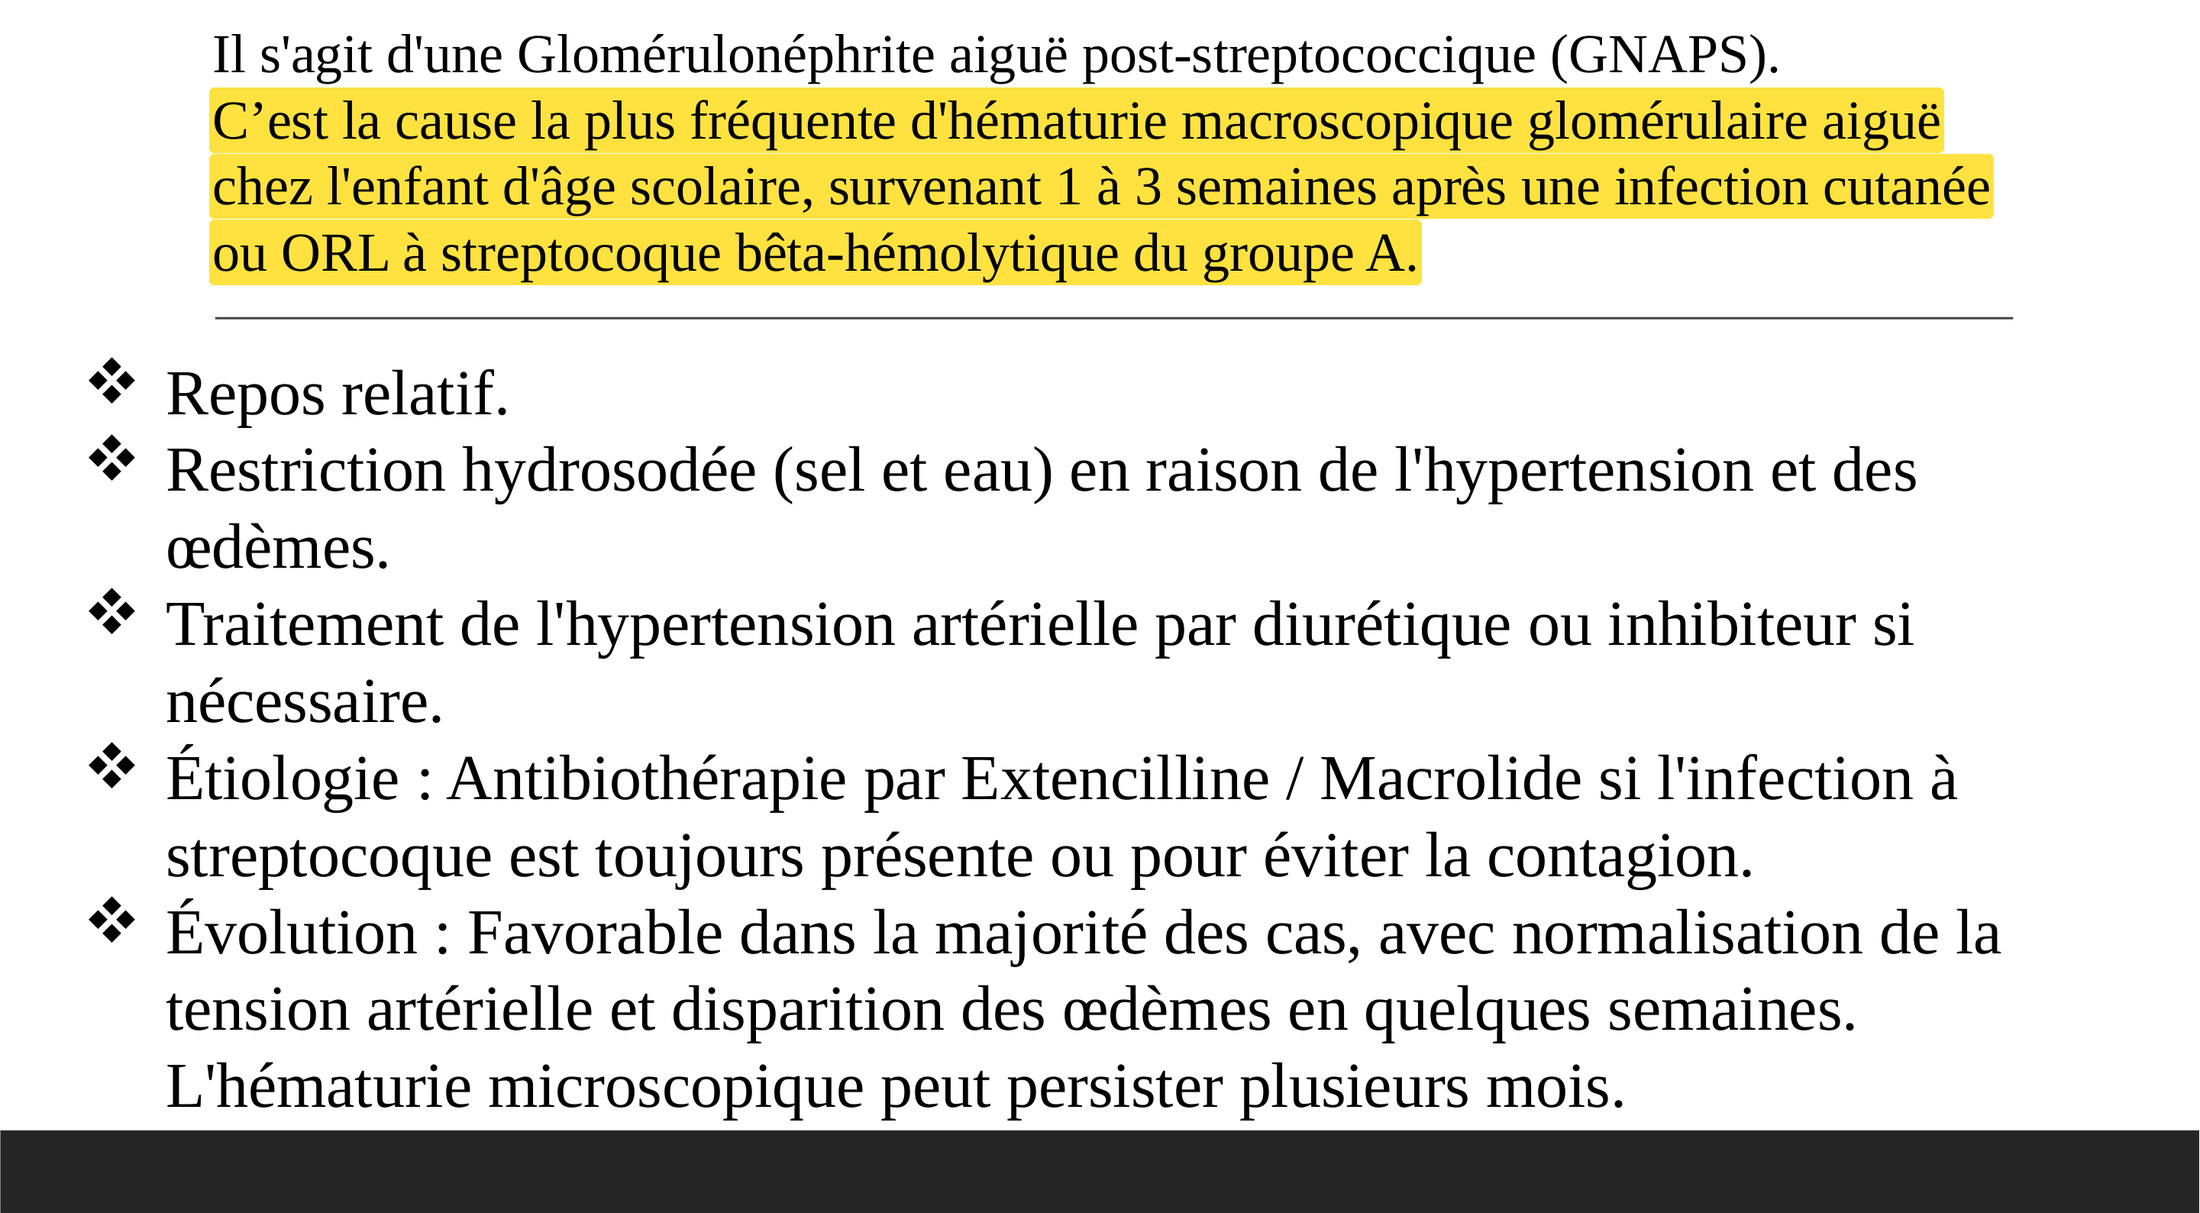 Il s'agit d'une Glomérulonéphrite aiguë post-streptococcique (GNAPS).
C’est la cause la plus fréquente d'hématurie macroscopique glomérulaire aiguë
chez l'enfant d'âge scolaire, survenant 1 à 3 semaines après une infection cutanée
ou ORL à streptocoque bêta-hémolytique du groupe A.
❖ Repos relatif.
❖ Restriction hydrosodée (sel et eau) en raison de l'hypertension et des
œdèmes.
❖ Traitement de l'hypertension artérielle par diurétique ou inhibiteur si
nécessaire.
❖ Étiologie : Antibiothérapie par Extencilline / Macrolide si l'infection à
streptocoque est toujours présente ou pour éviter la contagion.
❖ Évolution : Favorable dans la majorité des cas, avec normalisation de la
tension artérielle et disparition des œdèmes en quelques semaines.
L'hématurie microscopique peut persister plusieurs mois.